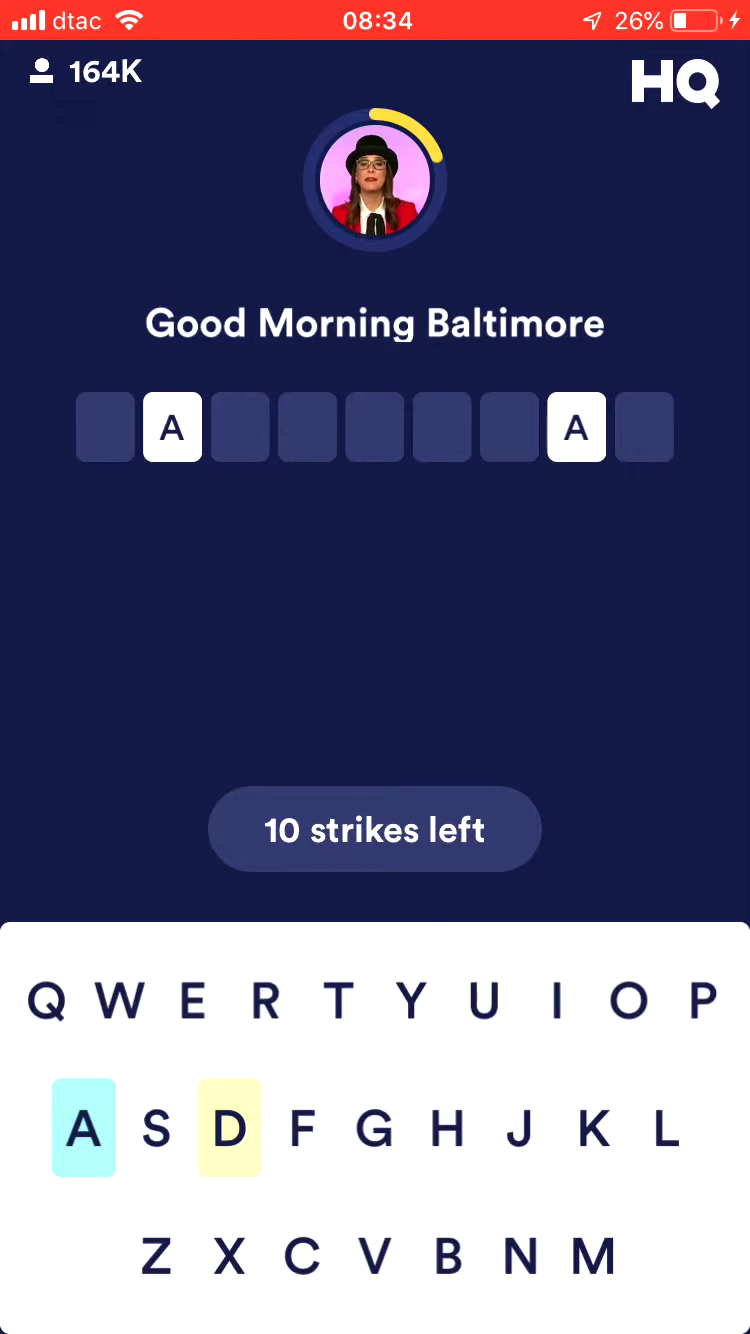 dtac 08:34 26%
164K HQ
Good Morning Baltimore
A A
10 strikes left
Q W E R T Y U I O P
A S D F G H J K L
Z X C V B N M